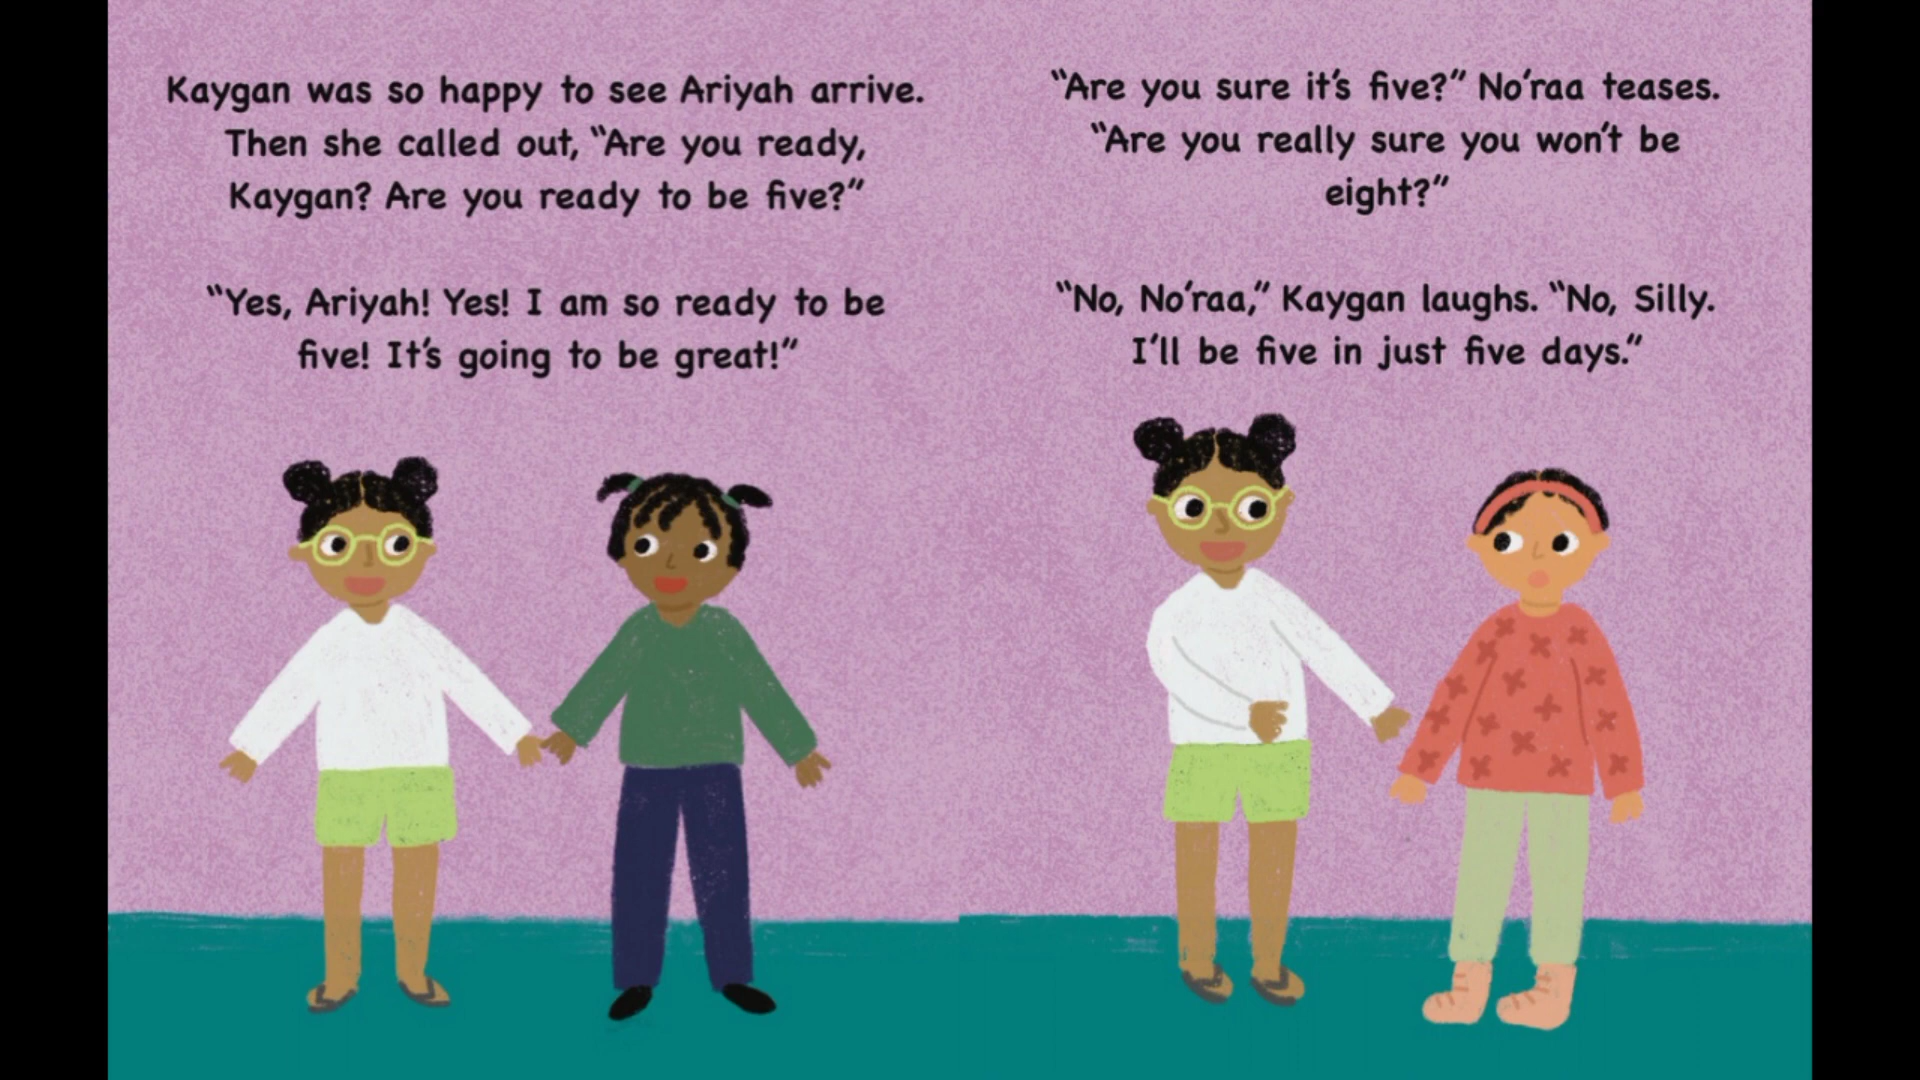 Kaygan was so happy to see Ariyah arrive.
Then she called out, “Are you ready,
Kaygan? Are you ready to be five?”
“Yes, Ariyah! Yes! I am so ready to be
five! It’s going to be great!”
“Are you sure it’s five?” No’raa teases.
“Are you really sure you won’t be
eight?”
“No, No’raa,” Kaygan laughs. “No, Silly.
I’ll be five in just five days.”